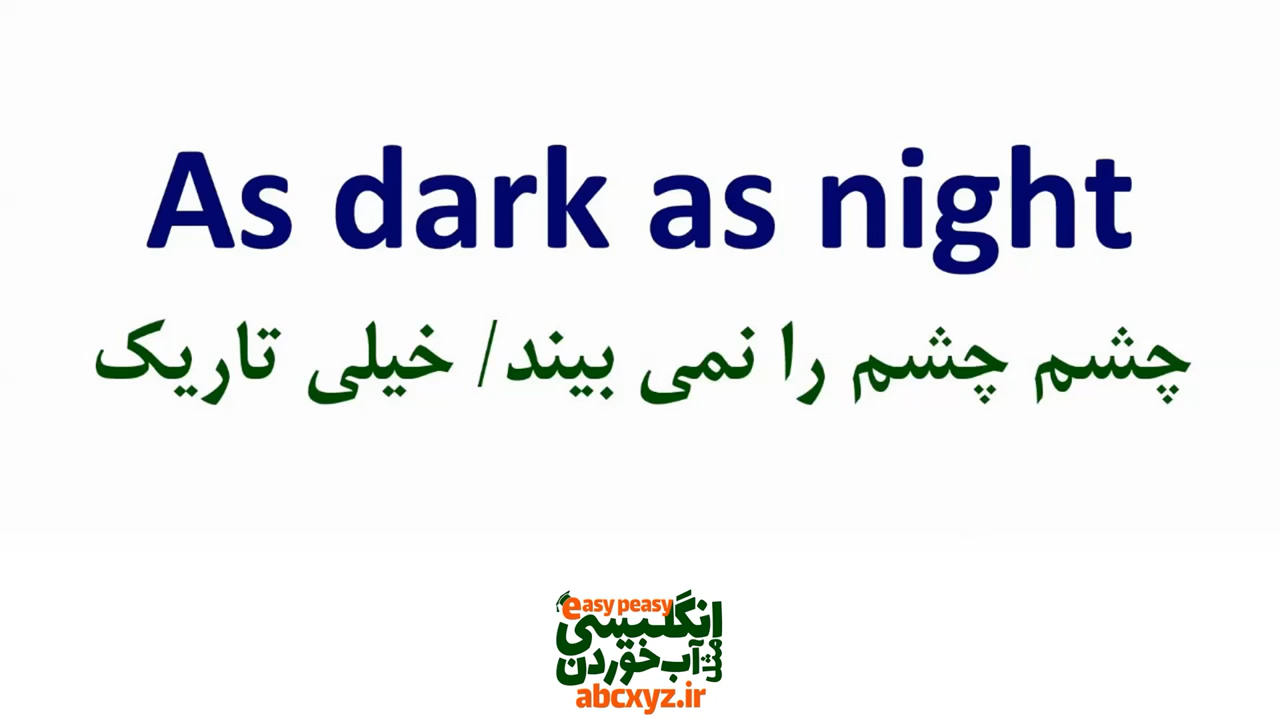 As dark as night
چشم چشم را نمی بیند/ خیلی تاریک
easy peasy
انگلیسی
مثل آب خوردن
abcxyz.ir